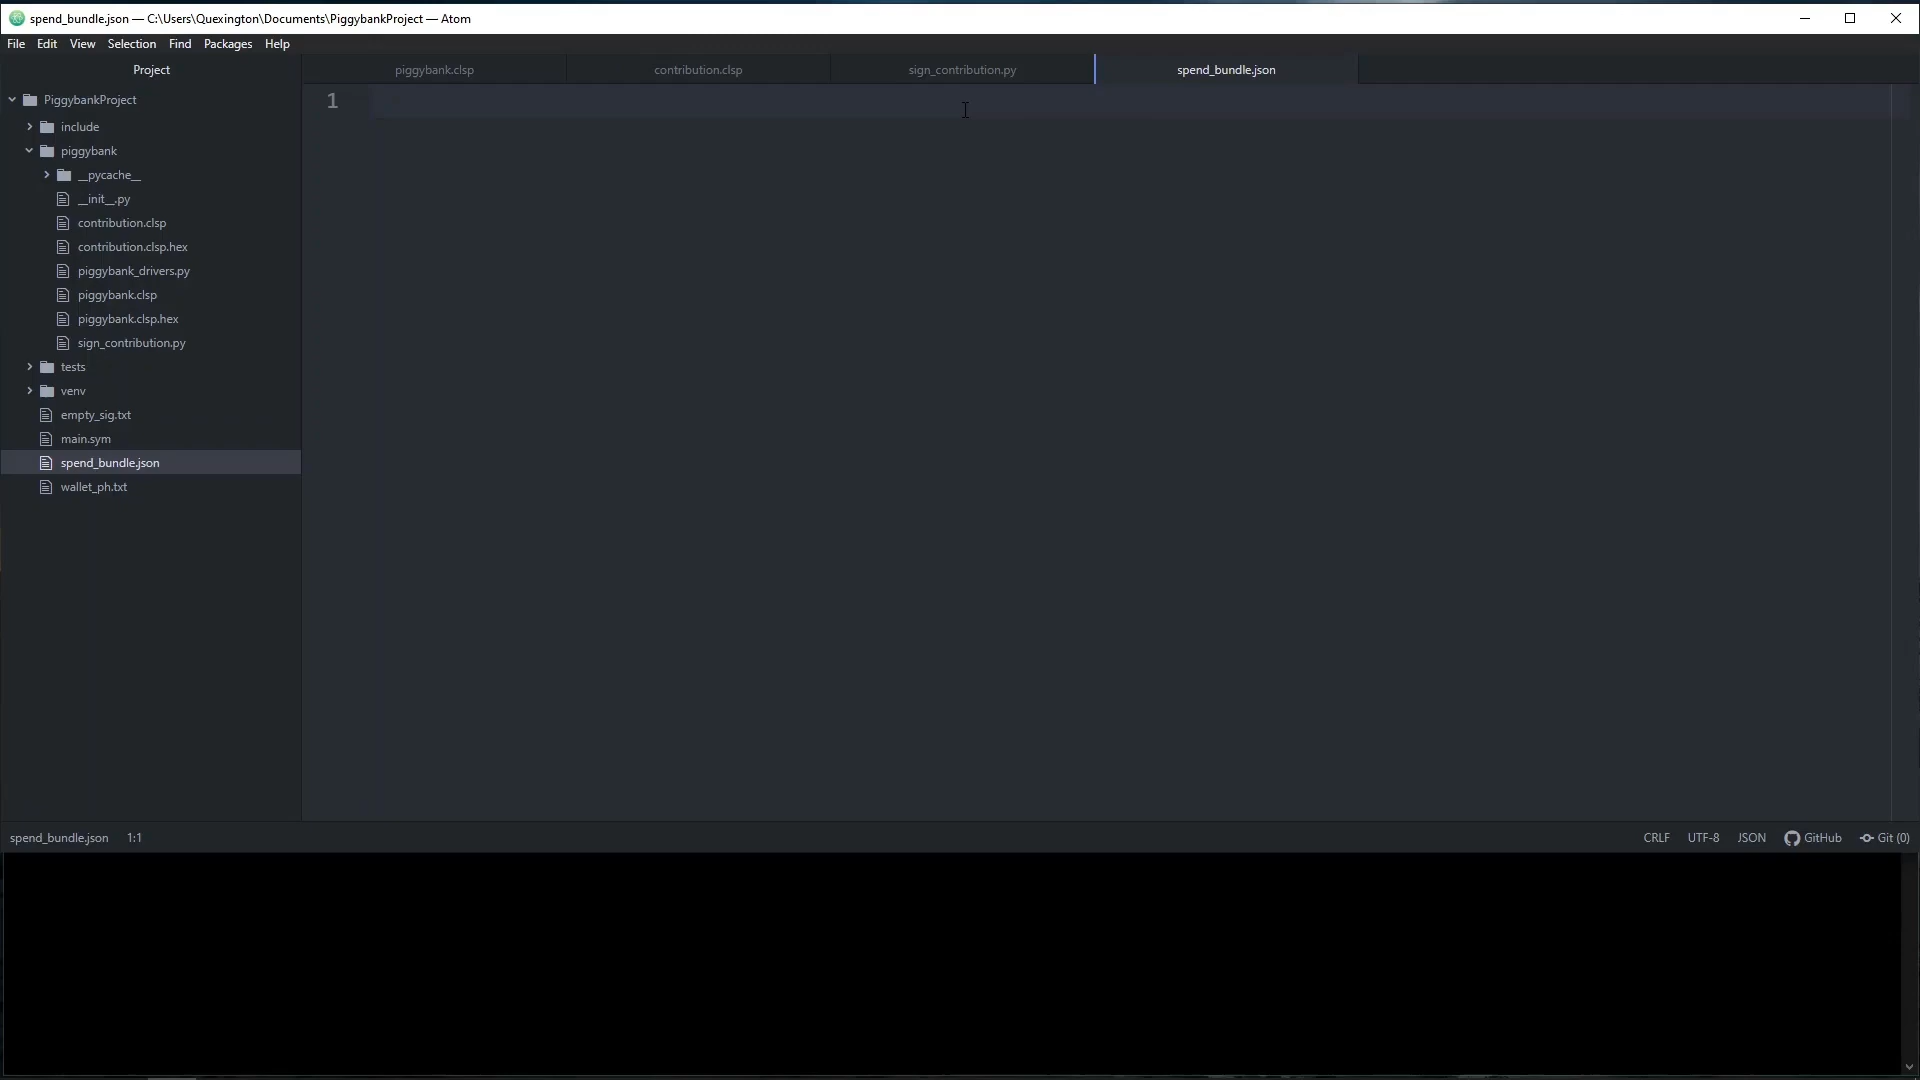 spend_bundle.json — C:\Users\Quexington\Documents\PiggybankProject — Atom
File Edit View Selection Find Packages Help
Project
piggybank.clsp contribution.clsp sign_contribution.py spend_bundle.json
1
PiggybankProject
include
piggybank
__pycache__
__init__.py
contribution.clsp
contribution.clsp.hex
piggybank_drivers.py
piggybank.clsp
piggybank.clsp.hex
sign_contribution.py
tests
venv
empty_sig.txt
main.sym
spend_bundle.json
wallet_ph.txt
spend_bundle.json 1:1 CRLF UTF-8 JSON GitHub Git (0)